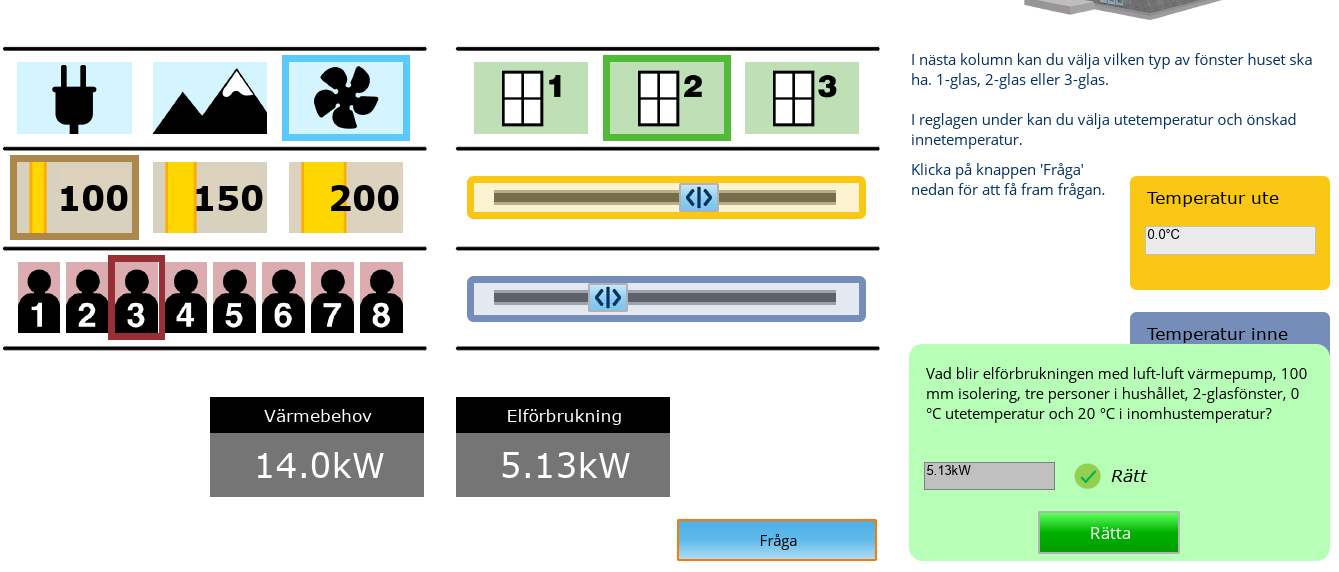 I nästa kolumn kan du välja vilken typ av fönster huset ska
ha. 1-glas, 2-glas eller 3-glas.
I reglagen under kan du välja utetemperatur och önskad
innetemperatur.
Klicka på knappen 'Fråga'
nedan för att få fram frågan.
1 2 3
100 150 200
1 2 3 4 5 6 7 8
Temperatur ute
0.0°C
Temperatur inne
Värmebehov
14.0kW
Elförbrukning
5.13kW
Fråga
Vad blir elförbrukningen med luft-luft värmepump, 100
mm isolering, tre personer i hushållet, 2-glasfönster, 0
°C utetemperatur och 20 °C i inomhustemperatur?
5.13kW
Rätt
Rätta